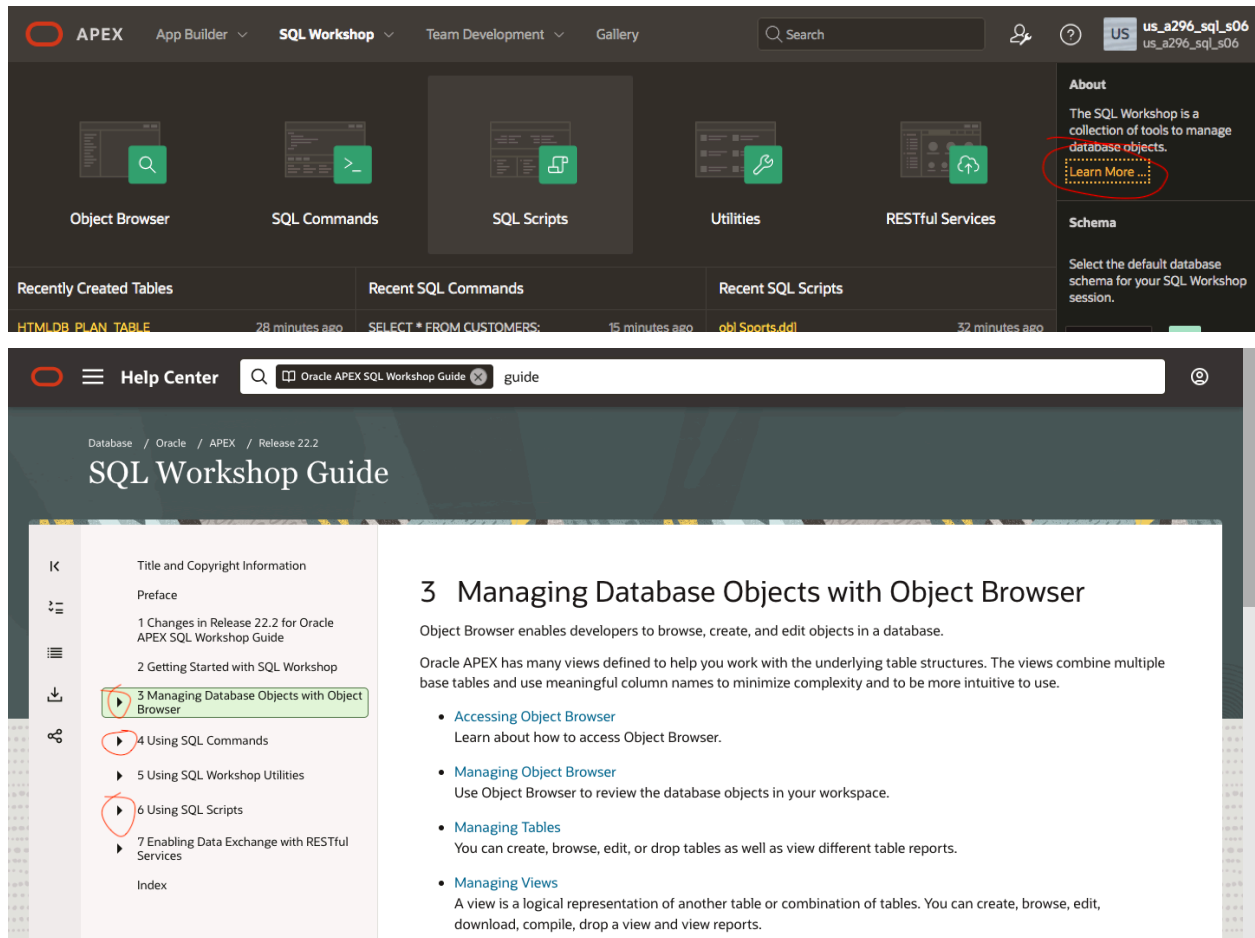 APEX App Builder SQL Workshop Team Development Gallery Search US us_a296_sql_s06
us_a296_sql_s06
About
The SQL Workshop is a
collection of tools to manage
database objects.
Learn More ...
Object Browser SQL Commands SQL Scripts Utilities RESTful Services
Schema
Select the default database
schema for your SQL Workshop
session.
Recently Created Tables Recent SQL Commands Recent SQL Scripts
HTMLDB_PLAN_TABLE 28 minutes ago SELECT * FROM CUSTOMERS; 15 minutes ago obl Sports.ddl 32 minutes ago
Help Center Oracle APEX SQL Workshop Guide guide
Database / Oracle / APEX / Release 22.2
SQL Workshop Guide
Title and Copyright Information
Preface
1 Changes in Release 22.2 for Oracle
APEX SQL Workshop Guide
2 Getting Started with SQL Workshop
3 Managing Database Objects with Object
Browser
4 Using SQL Commands
5 Using SQL Workshop Utilities
6 Using SQL Scripts
7 Enabling Data Exchange with RESTful
Services
Index
3 Managing Database Objects with Object Browser
Object Browser enables developers to browse, create, and edit objects in a database.
Oracle APEX has many views defined to help you work with the underlying table structures. The views combine multiple
base tables and use meaningful column names to minimize complexity and to be more intuitive to use.
Accessing Object Browser
Learn about how to access Object Browser.
Managing Object Browser
Use Object Browser to review the database objects in your workspace.
Managing Tables
You can create, browse, edit, or drop tables as well as view different table reports.
Managing Views
A view is a logical representation of another table or combination of tables. You can create, browse, edit,
download, compile, drop a view and view reports.